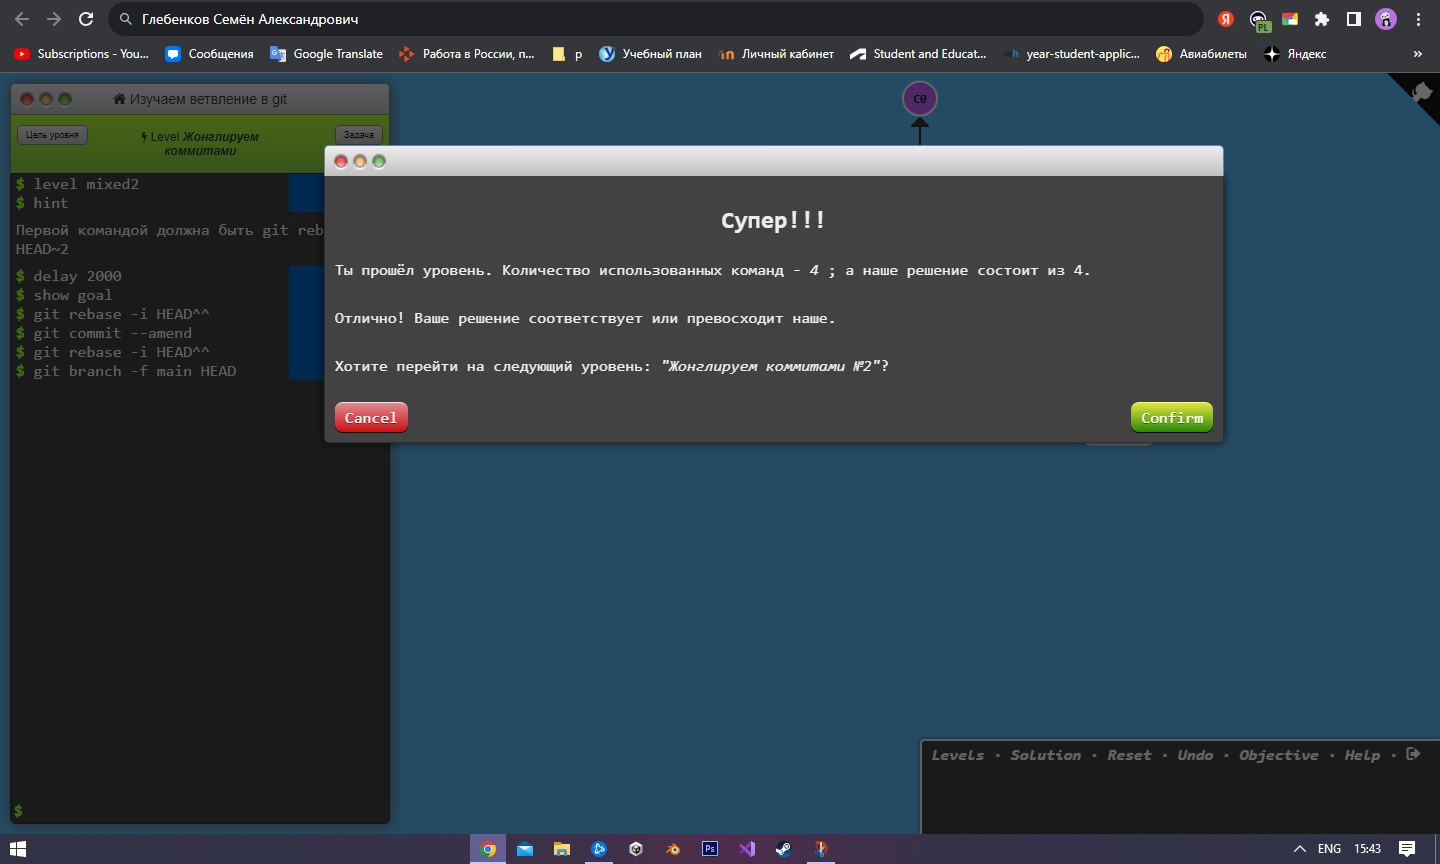 Глебенков Семён Александрович
PL
Subscriptions - You...
Сообщения
Google Translate
Работа в России, п...
р
Учебный план
Личный кабинет
Student and Educat...
wh year-student-applic...
Авиабилеты
Яндекс
»
Изучаем ветвление в git
Цель уровня
Level Жонглируем
коммитами
Задача
C0
$ level mixed2
$ hint
Первой командой должна быть git reb
HEAD~2
$ delay 2000
$ show goal
$ git rebase -i HEAD^^
$ git commit --amend
$ git rebase -i HEAD^^
$ git branch -f main HEAD
$
Супер!!!
Ты прошёл уровень. Количество использованных команд - 4 ; а наше решение состоит из 4.
Отлично! Ваше решение соответствует или превосходит наше.
Хотите перейти на следующий уровень: "Жонглируем коммитами №2"?
Cancel
Confirm
Levels · Solution · Reset · Undo · Objective · Help ·
Ps
ENG
15:43